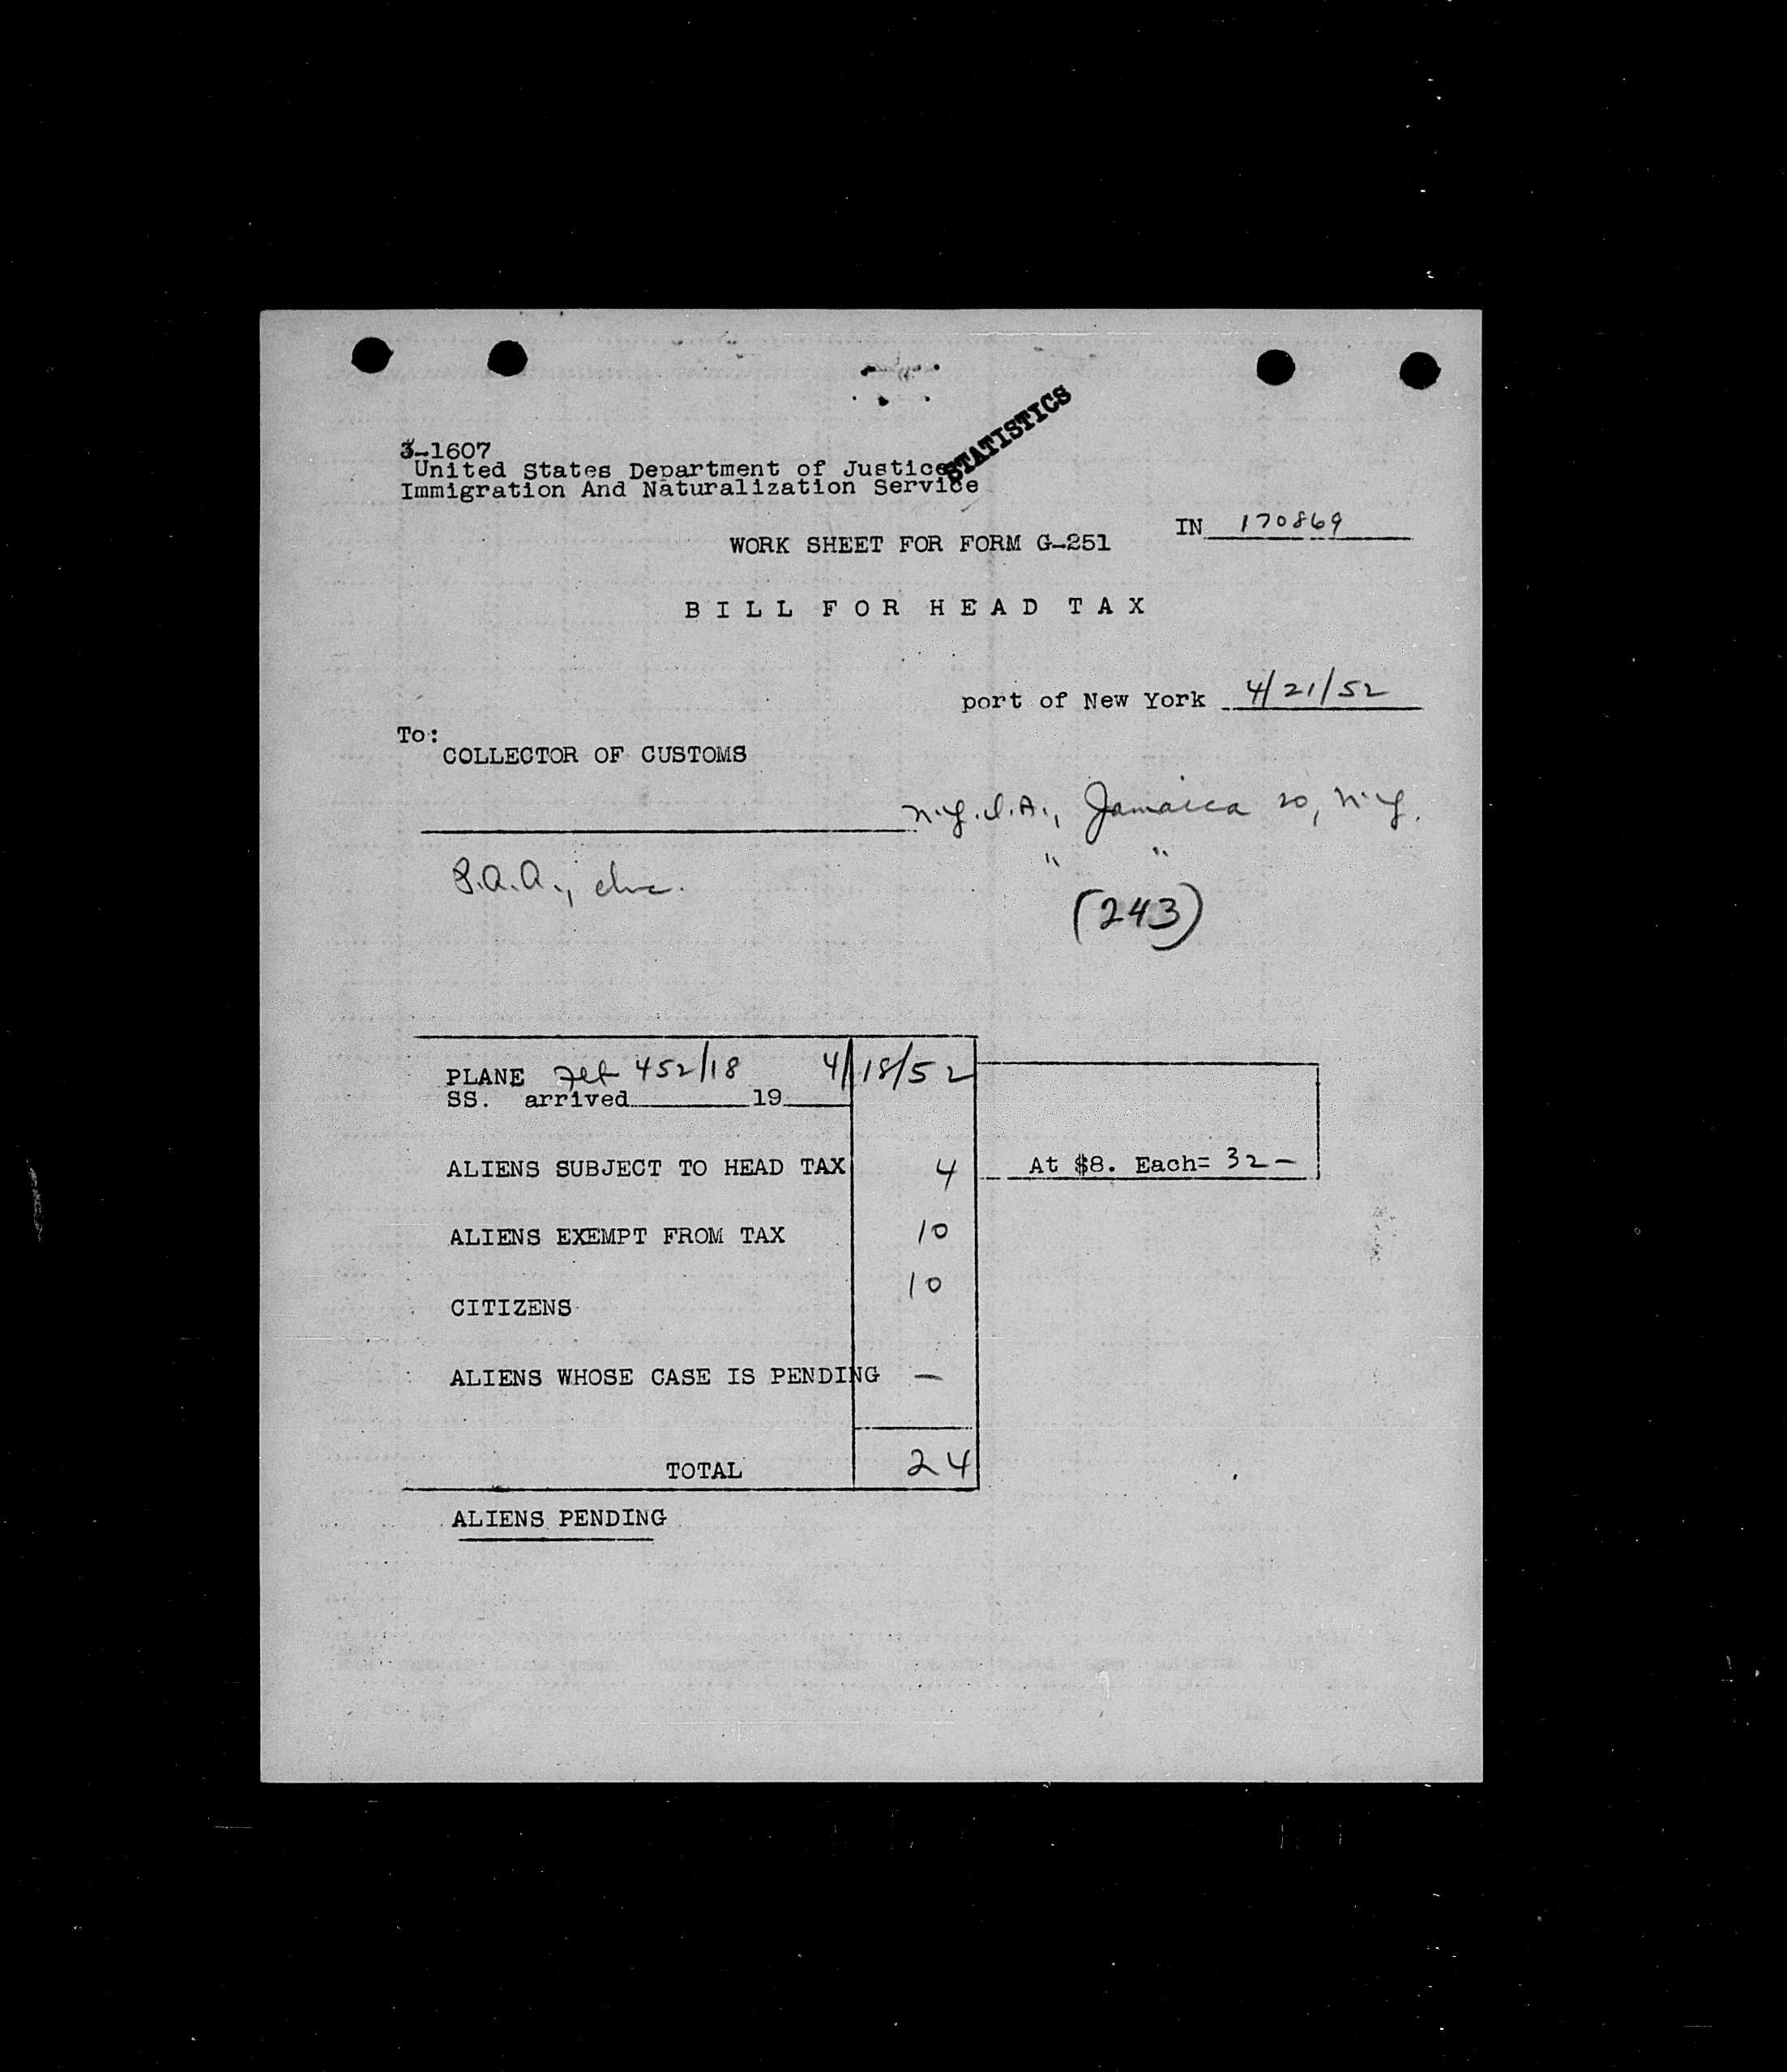 STATISTICS
3-1607
United States Department of Justice
Immigration And Naturalization Service
IN 170869
WORK SHEET FOR FORM G-251
BILL FOR HEAD TAX
port of New York 4/21/52
To:
COLLECTOR OF CUSTOMS
N.Y.I.A., Jamaica 20, N.Y.
" "
S.A.A., Inc.
(243)
PLANE Flt 452/18 4/18/52
SS. arrived 19
ALIENS SUBJECT TO HEAD TAX 4 At $8. Each= 32 —
ALIENS EXEMPT FROM TAX 10
CITIZENS 10
ALIENS WHOSE CASE IS PENDING —
TOTAL 24
ALIENS PENDING